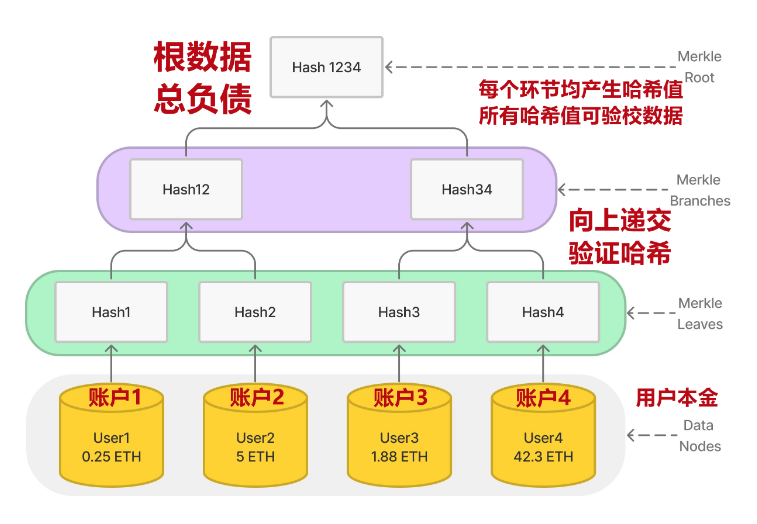 根数据
总负债
Hash 1234
Merkle
Root
每个环节均产生哈希值
所有哈希值可验校数据
Hash12
Hash34
Merkle
Branches
向上递交
验证哈希
Hash1
Hash2
Hash3
Hash4
Merkle
Leaves
账户1
账户2
账户3
账户4
用户本金
User1
0.25 ETH
User2
5 ETH
User3
1.88 ETH
User4
42.3 ETH
Data
Nodes